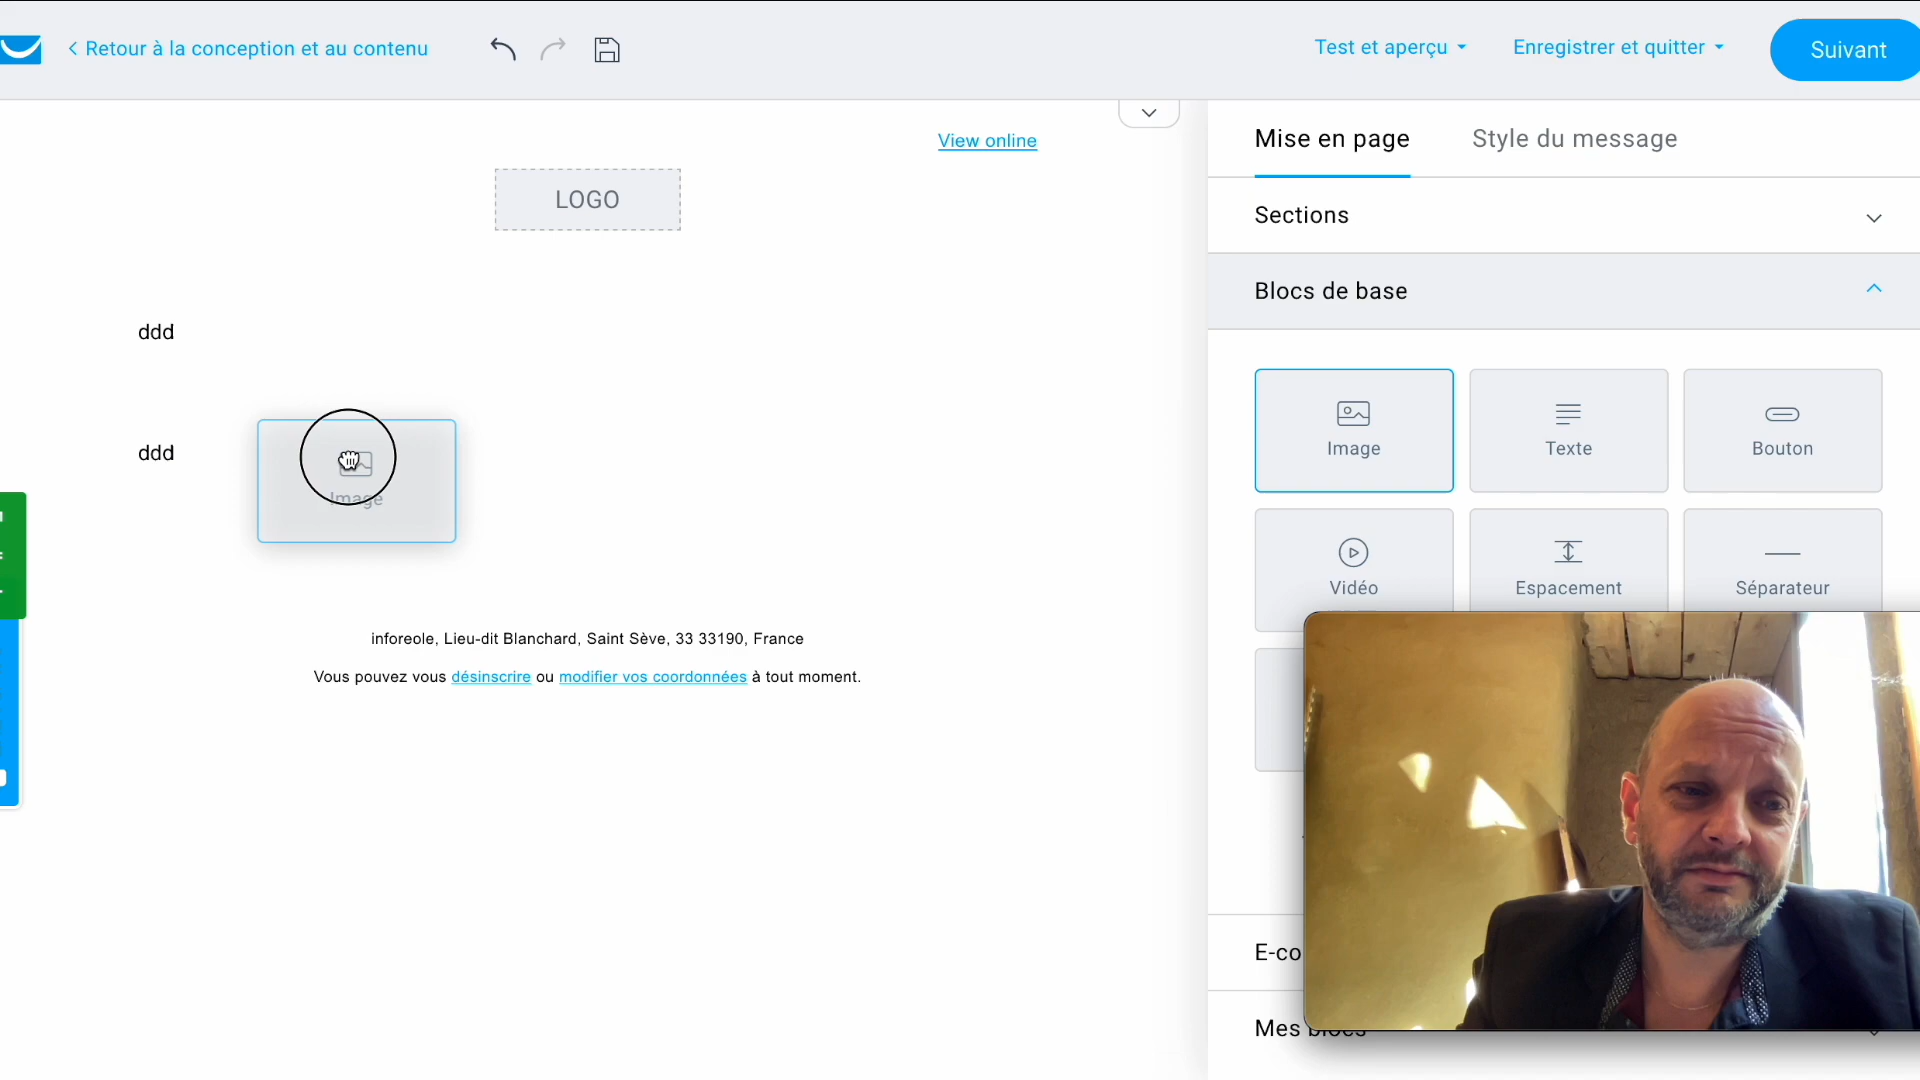 Retour à la conception et au contenu
Test et aperçu
Enregistrer et quitter
Suivant
View online
LOGO
ddd
ddd
Image
inforeole, Lieu-dit Blanchard, Saint Sève, 33 33190, France
Vous pouvez vous désinscrire ou modifier vos coordonnées à tout moment.
Mise en page
Style du message
Sections
Blocs de base
Image
Texte
Bouton
Vidéo
Espacement
Séparateur
E-co
Mes blocs